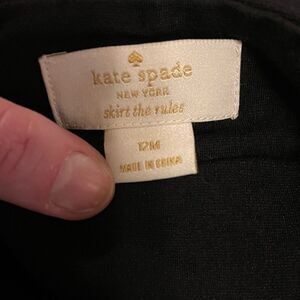 kate spade
NEW YORK
skirt the rules
12M
MADE IN CHINA